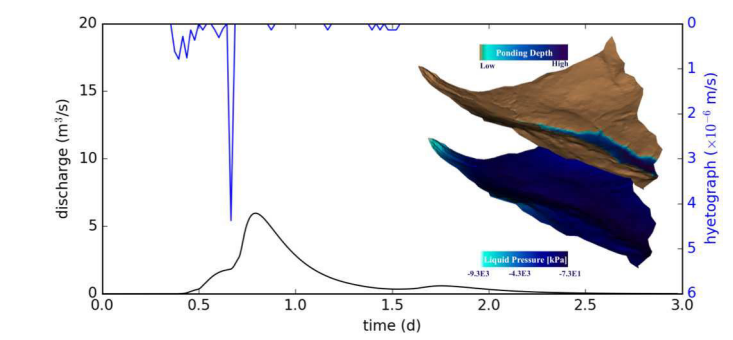 20
15
10
5
0
discharge (m³/s)
0.0 0.5 1.0 1.5 2.0 2.5 3.0
time (d)
0
1
2
3
4
5
6
hyetograph (×10⁻⁶ m/s)
Ponding Depth
Low High
Liquid Pressure [kPa]
-9.3E3 -4.3E3 -7.3E1